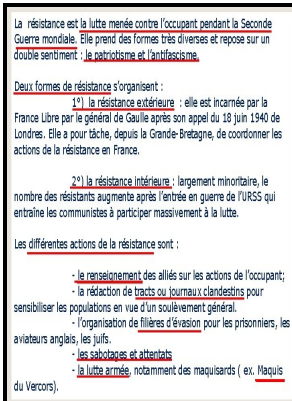 La résistance est la lutte menée contre l'occupant pendant la Seconde
Guerre mondiale. Elle prend des formes très diverses et repose sur un
double sentiment : le patriotisme et l'antifascisme.
Deux formes de résistance s'organisent :
1°) la résistance extérieure : elle est incarnée par la
France Libre par le général de Gaulle après son appel du 18 juin 1940 de
Londres. Elle a pour tâche, depuis la Grande-Bretagne, de coordonner les
actions de la résistance en France.
2°) la résistance intérieure : largement minoritaire, le
nombre des résistants augmente après l'entrée en guerre de l'URSS qui
entraîne les communistes à participer massivement à la lutte.
Les différentes actions de la résistance sont :
- le renseignement des alliés sur les actions de l'occupant;
- la rédaction de tracts ou journaux clandestins pour
sensibiliser les populations en vue d'un soulèvement général.
- l'organisation de filières d'évasion pour les prisonniers, les
aviateurs anglais, les juifs.
- les sabotages et attentats
- la lutte armée, notamment des maquisards ( ex. Maquis
du Vercors).